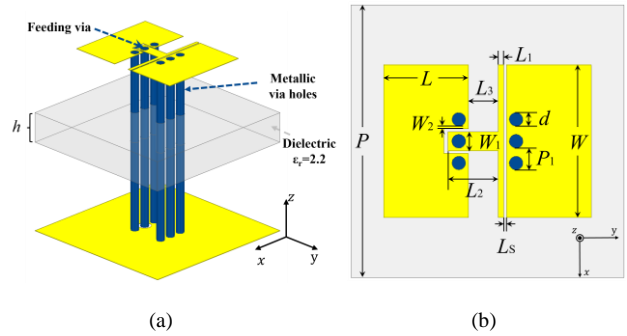 Feeding via
Metallic
via holes
h
Dielectric
εr=2.2
z
x
y
(a)
P
L
L1
L3
W2
W1
d
P1
W
L2
LS
z
y
x
(b)